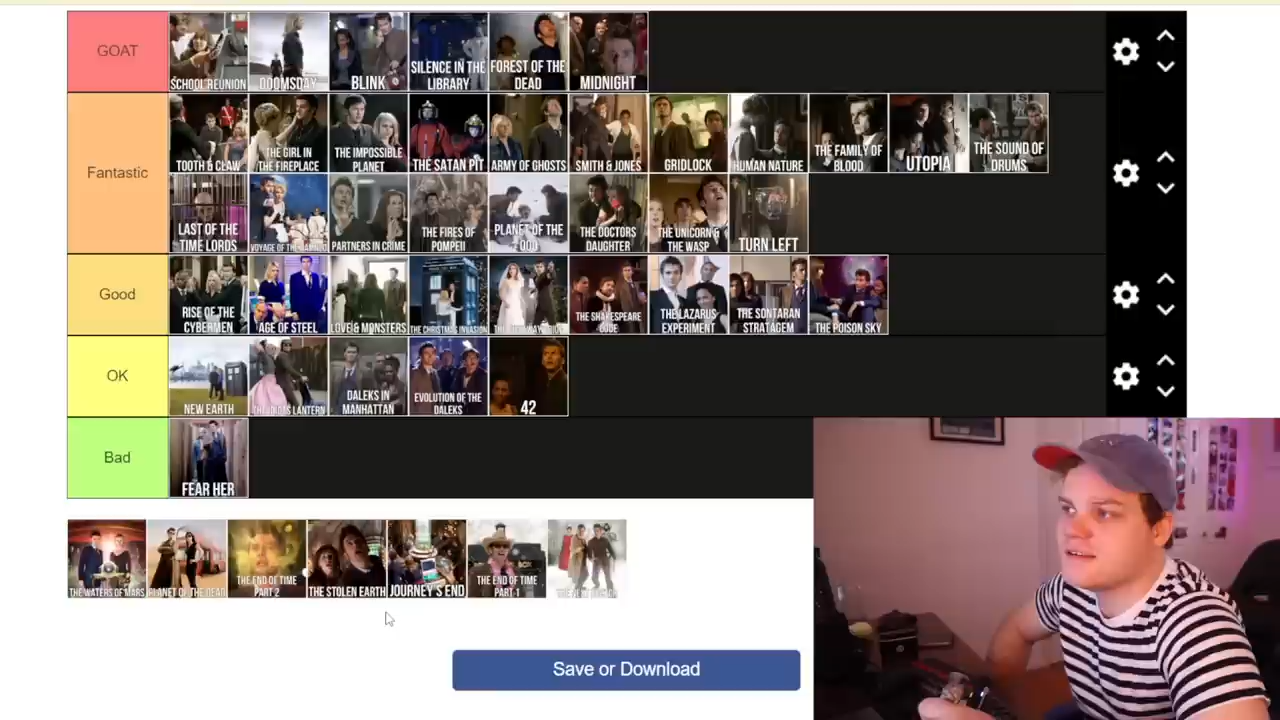 GOAT
SCHOOL REUNION
DOOMSDAY
BLINK
SILENCE IN THE
LIBRARY
FOREST OF THE
DEAD
MIDNIGHT
Fantastic
TOOTH & CLAW
THE GIRL IN
THE FIREPLACE
THE IMPOSSIBLE
PLANET
THE SATAN PIT
ARMY OF GHOSTS
SMITH & JONES
GRIDLOCK
HUMAN NATURE
THE FAMILY OF
BLOOD
UTOPIA
THE SOUND OF
DRUMS
LAST OF THE
TIME LORDS
VOYAGE OF THE DAMNED
PARTNERS IN CRIME
THE FIRES OF
POMPEII
PLANET OF THE
OOD
THE DOCTORS
DAUGHTER
THE UNICORN &
THE WASP
TURN LEFT
Good
RISE OF THE
CYBERMEN
AGE OF STEEL
LOVE & MONSTERS
THE CHRISTMAS INVASION
THE SHAKESPEARE
CODE
THE LAZARUS
EXPERIMENT
THE SONTARAN
STRATAGEM
THE POISON SKY
OK
NEW EARTH
LANTERN
DALEKS IN
MANHATTAN
EVOLUTION OF THE
DALEKS
42
Bad
FEAR HER
THE WATERS OF MARS
PLANET OF THE DEAD
THE END OF TIME
PART 2
THE STOLEN EARTH
JOURNEY'S END
THE END OF TIME
PART 1
Save or Download